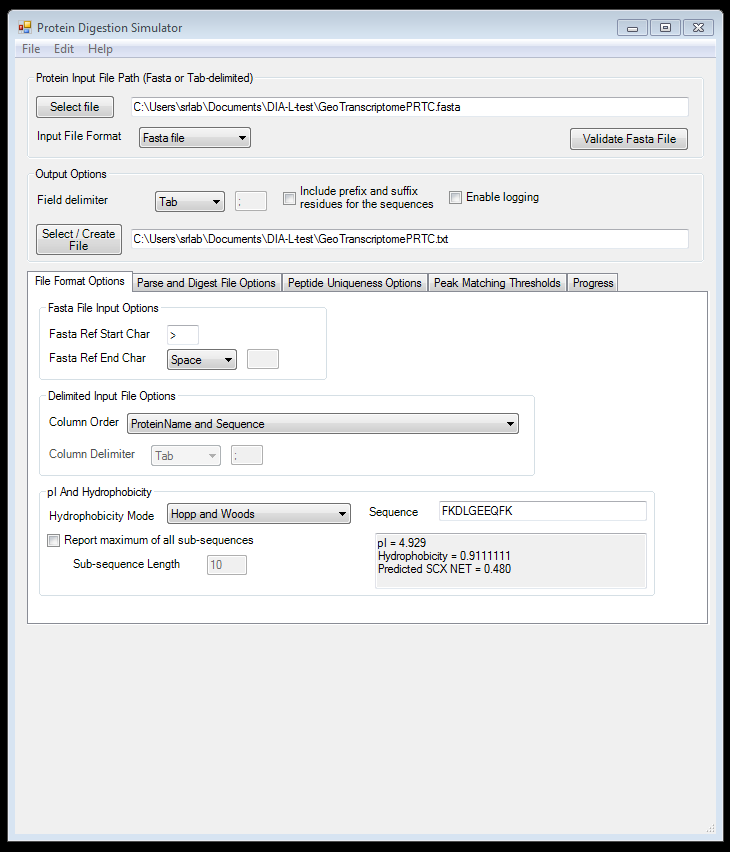 Protein Digestion Simulator
File Edit Help
Protein Input File Path (Fasta or Tab-delimited)
Select file C:\Users\srlab\Documents\DIA-L-test\GeoTranscriptomePRTC.fasta
Input File Format Fasta file Validate Fasta File
Output Options
Field delimiter Tab ; Include prefix and suffix residues for the sequences Enable logging
Select / Create File C:\Users\srlab\Documents\DIA-L-test\GeoTranscriptomePRTC.txt
File Format Options Parse and Digest File Options Peptide Uniqueness Options Peak Matching Thresholds Progress
Fasta File Input Options
Fasta Ref Start Char >
Fasta Ref End Char Space
Delimited Input File Options
Column Order ProteinName and Sequence
Column Delimiter Tab ;
pI And Hydrophobicity
Hydrophobicity Mode Hopp and Woods Sequence FKDLGEEQFK
Report maximum of all sub-sequences
Sub-sequence Length 10
pI = 4.929
Hydrophobicity = 0.9111111
Predicted SCX NET = 0.480